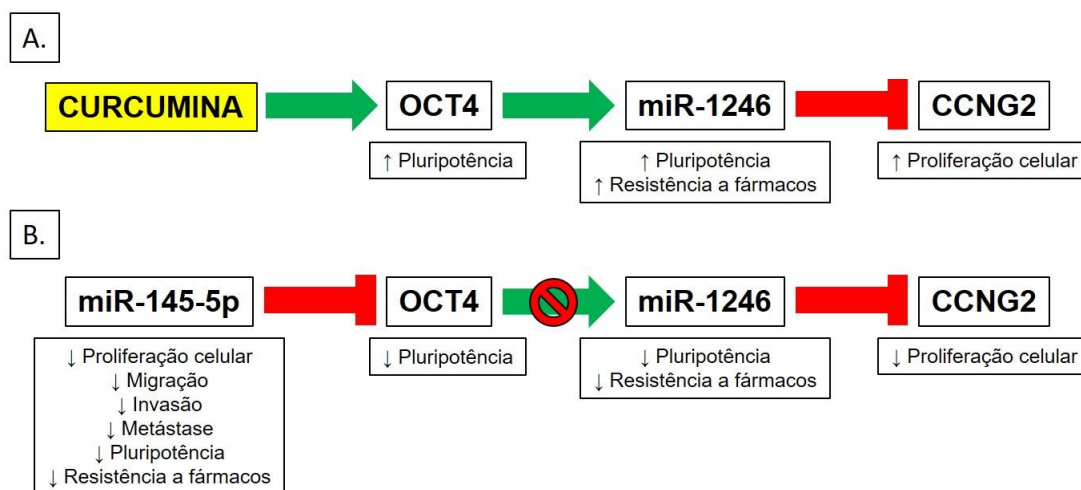 A.
CURCUMINA
OCT4
miR-1246
CCNG2
↑ Pluripotência
↑ Pluripotência
↑ Resistência a fármacos
↑ Proliferação celular
B.
miR-145-5p
OCT4
miR-1246
CCNG2
↓ Proliferação celular
↓ Migração
↓ Invasão
↓ Metástase
↓ Pluripotência
↓ Resistência a fármacos
↓ Pluripotência
↓ Pluripotência
↓ Resistência a fármacos
↓ Proliferação celular